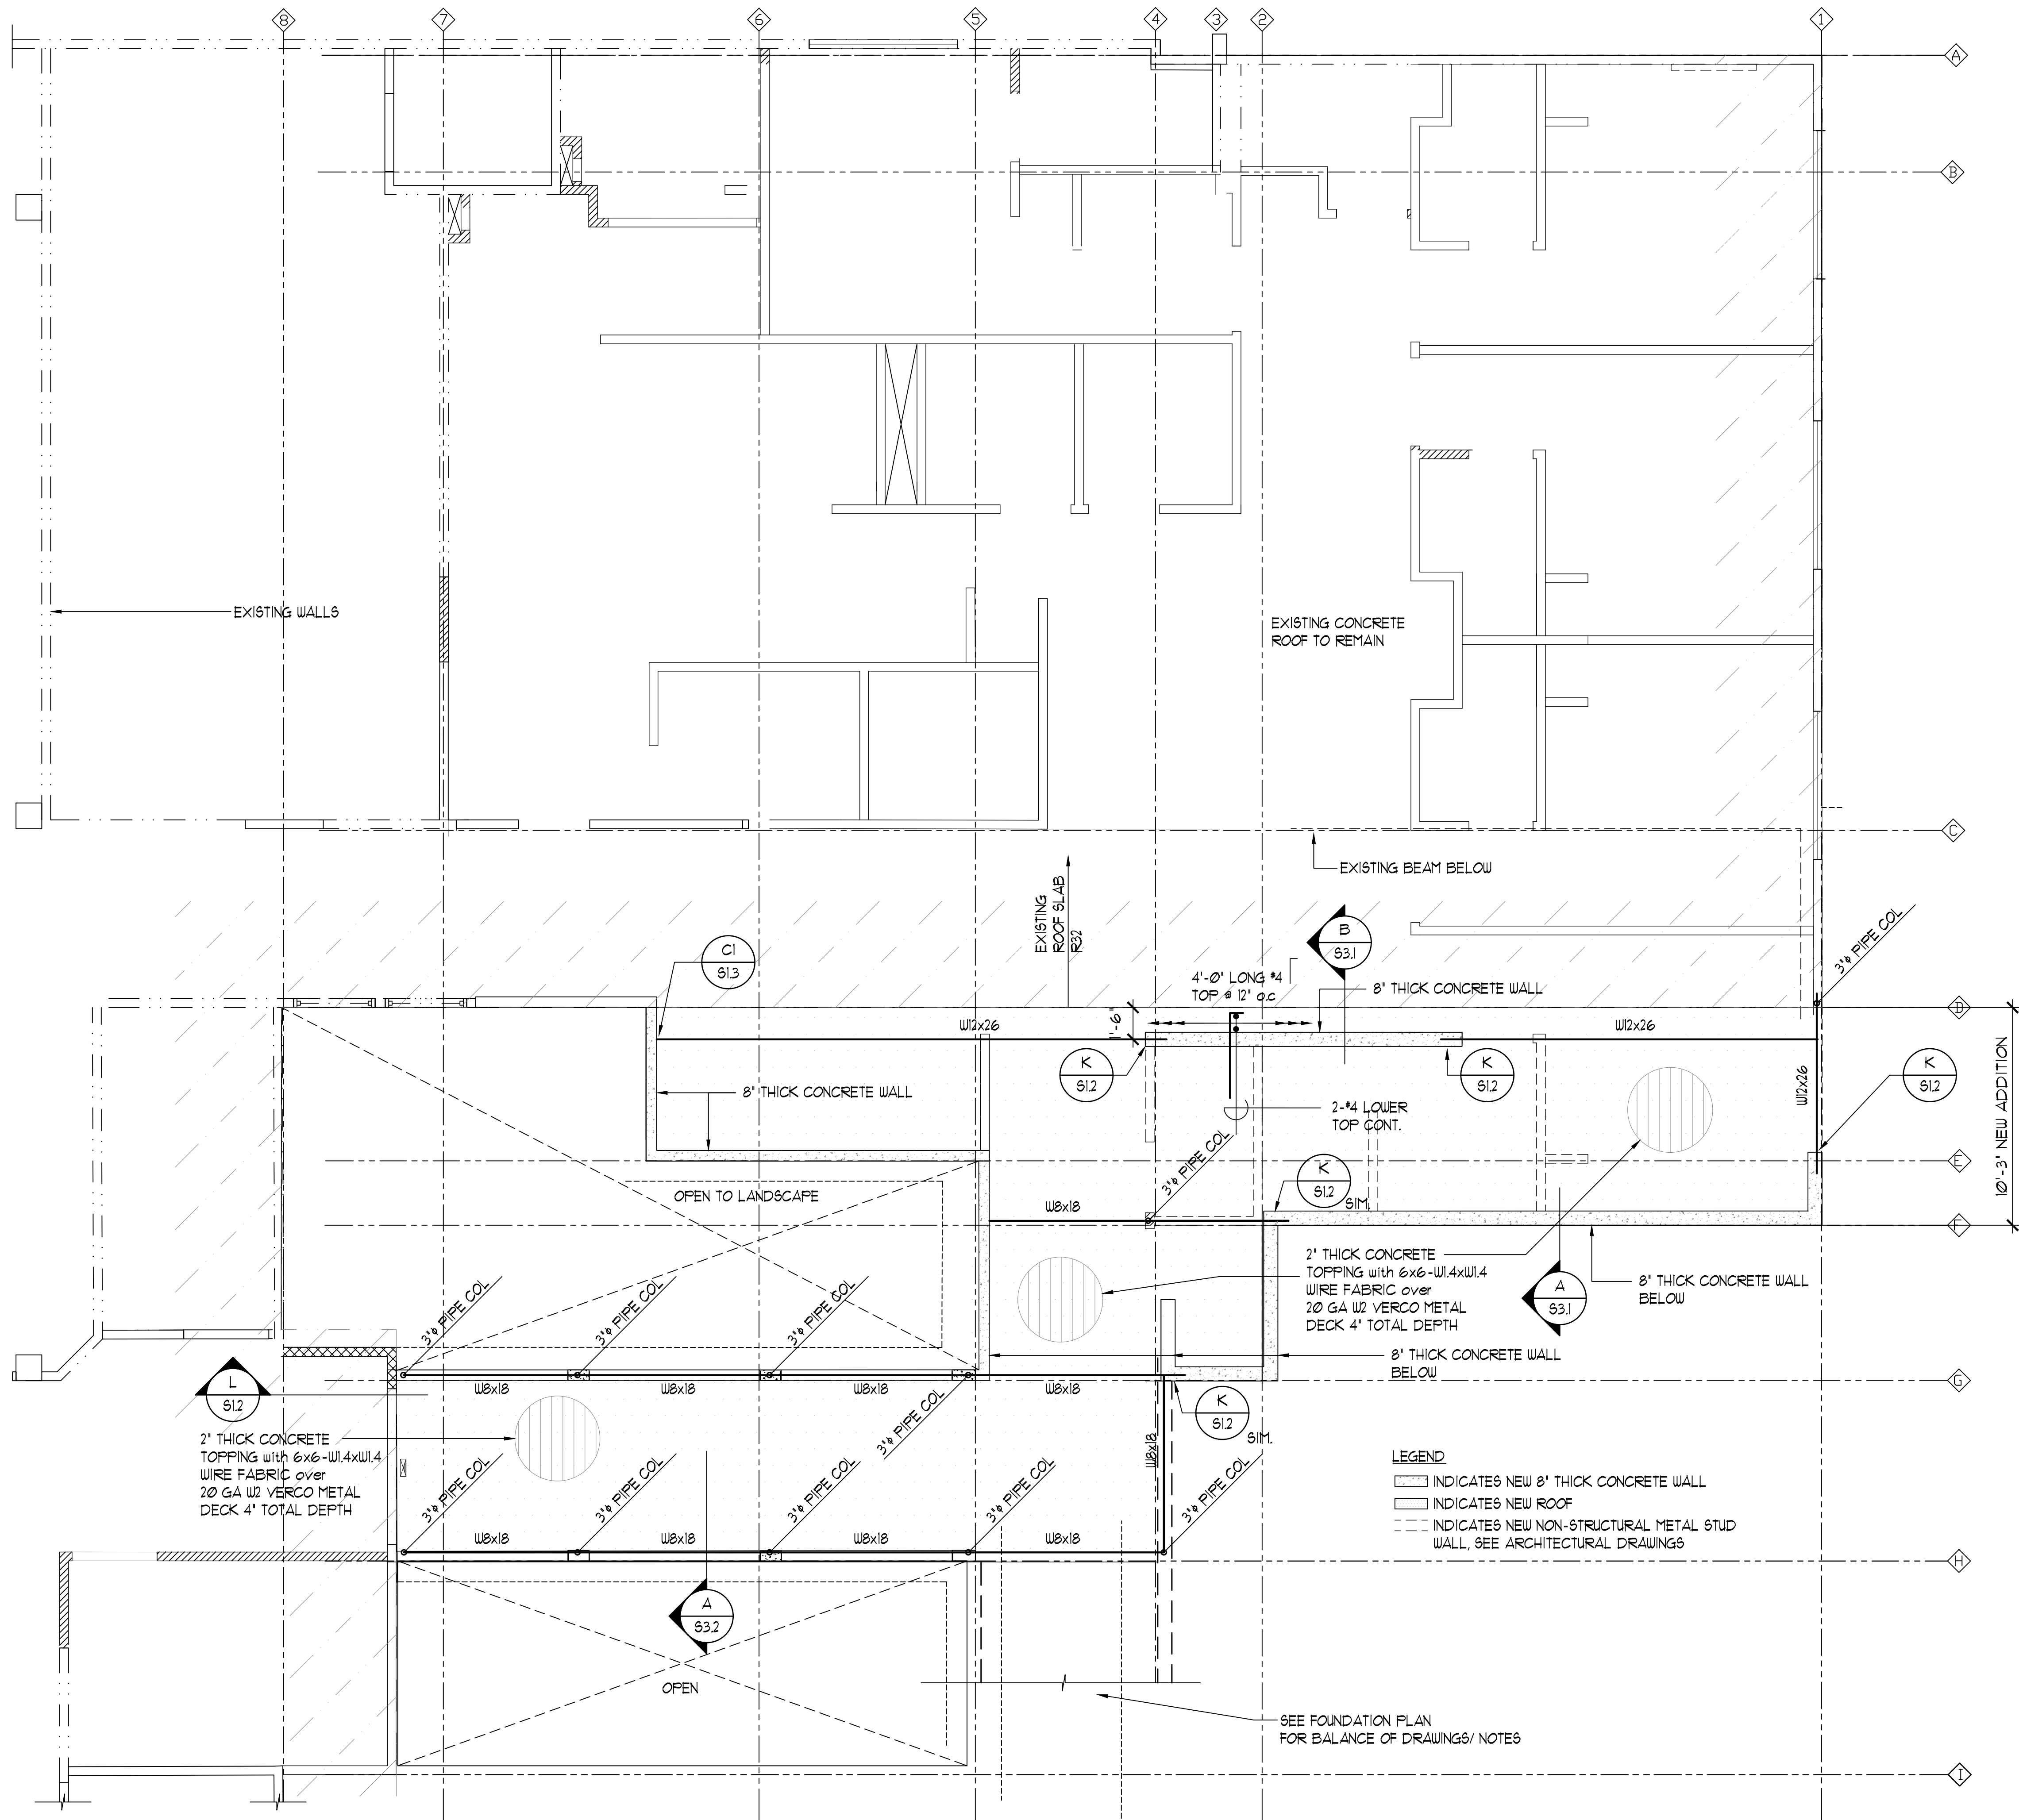 8
7
6
5
4
3
2
1
A
B
EXISTING WALLS
EXISTING CONCRETE
ROOF TO REMAIN
C
EXISTING BEAM BELOW
EXISTING
ROOF SLAB
R32
B
S3.1
3"φ PIPE COL
C1
S1.3
4'-0" LONG #4
TOP @ 12" o.c
8" THICK CONCRETE WALL
D
1'-6"
W12x26
W12x26
K
S1.2
K
S1.2
W12x26
K
S1.2
10'-3" NEW ADDITION
8" THICK CONCRETE WALL
2-#4 LOWER
TOP CONT.
3"φ PIPE COL
E
K
S1.2
SIM.
OPEN TO LANDSCAPE
W8x18
F
2" THICK CONCRETE
TOPPING with 6x6-W1.4xW1.4
WIRE FABRIC over
20 GA W2 VERCO METAL
DECK 4" TOTAL DEPTH
A
S3.1
8" THICK CONCRETE WALL
BELOW
3"φ PIPE COL
3"φ PIPE COL
3"φ PIPE COL
8" THICK CONCRETE WALL
BELOW
L
S1.2
W8x18
W8x18
W8x18
W8x18
G
3"φ PIPE COL
K
S1.2
SIM.
2" THICK CONCRETE
TOPPING with 6x6-W1.4xW1.4
WIRE FABRIC over
20 GA W2 VERCO METAL
DECK 4" TOTAL DEPTH
W8x18
3"φ PIPE COL
3"φ PIPE COL
3"φ PIPE COL
3"φ PIPE COL
3"φ PIPE COL
LEGEND
INDICATES NEW 8" THICK CONCRETE WALL
INDICATES NEW ROOF
INDICATES NEW NON-STRUCTURAL METAL STUD
WALL, SEE ARCHITECTURAL DRAWINGS
W8x18
W8x18
W8x18
W8x18
H
A
S3.2
OPEN
SEE FOUNDATION PLAN
FOR BALANCE OF DRAWINGS/ NOTES
I